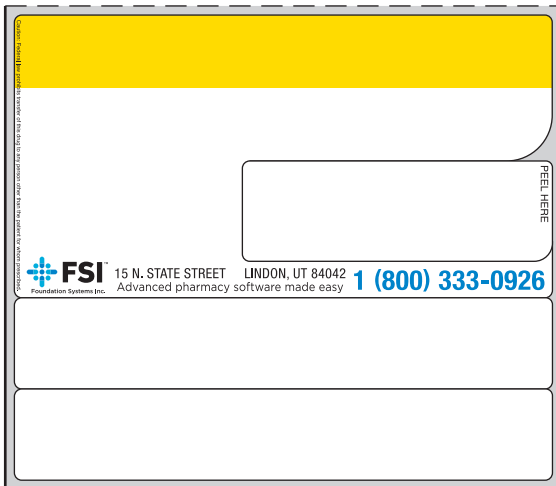 Caution: Federal law prohibits transfer of this drug to any person other than the patient for whom prescribed.
PEEL HERE
FSI™
Foundation Systems Inc.
15 N. STATE STREET LINDON, UT 84042
Advanced pharmacy software made easy
1 (800) 333-0926